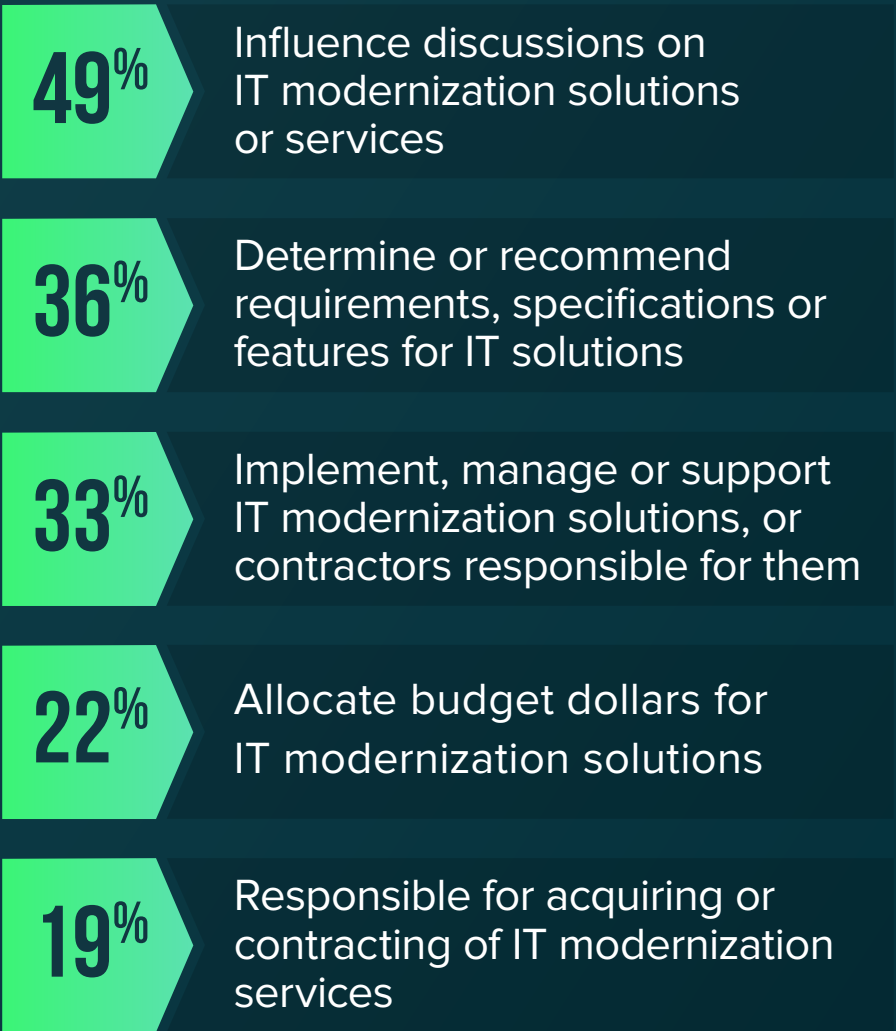 49%
Influence discussions on
IT modernization solutions
or services
36%
Determine or recommend
requirements, specifications or
features for IT solutions
33%
Implement, manage or support
IT modernization solutions, or
contractors responsible for them
22%
Allocate budget dollars for
IT modernization solutions
19%
Responsible for acquiring or
contracting of IT modernization
services